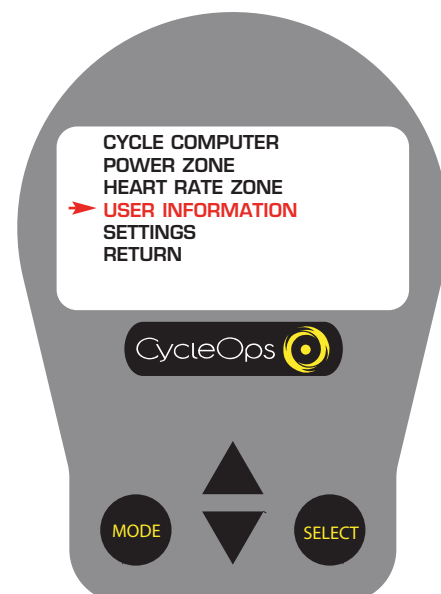 CYCLE COMPUTER
POWER ZONE
HEART RATE ZONE
USER INFORMATION
SETTINGS
RETURN
CycleOps
MODE
SELECT